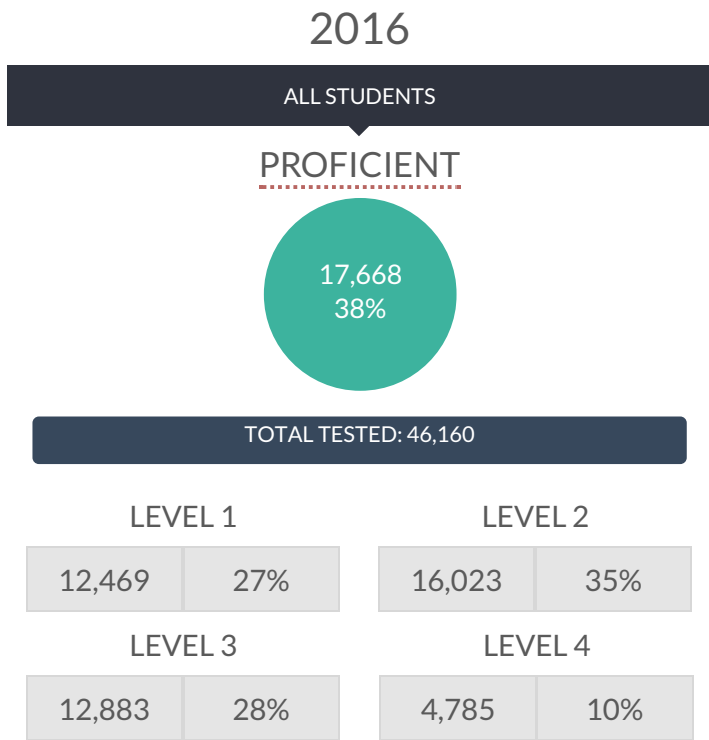 2016
ALL STUDENTS
PROFICIENT
17,668
38%
TOTAL TESTED: 46,160
LEVEL 1 LEVEL 2
12,469 27% 16,023 35%
LEVEL 3 LEVEL 4
12,883 28% 4,785 10%